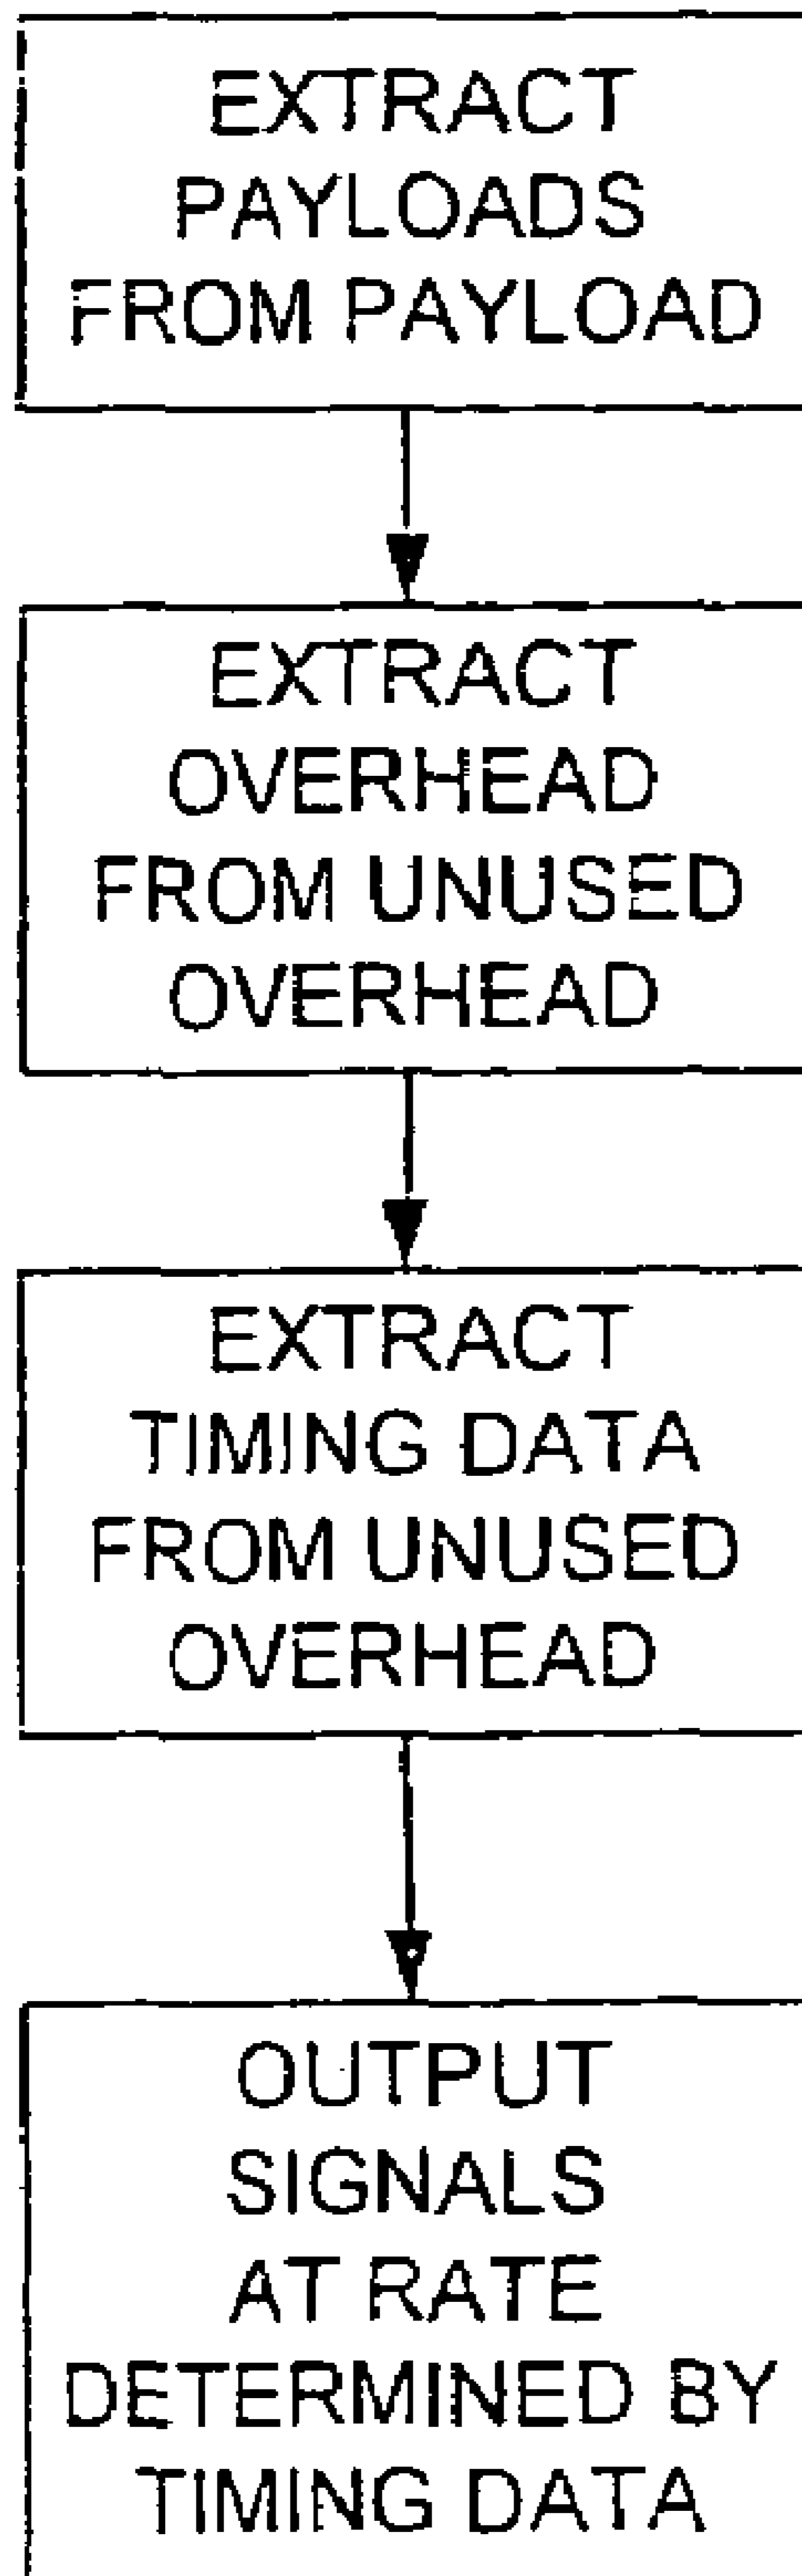 EXTRACT
PAYLOADS
FROM PAYLOAD
EXTRACT
OVERHEAD
FROM UNUSED
OVERHEAD
EXTRACT
TIMING DATA
FROM UNUSED
OVERHEAD
OUTPUT
SIGNALS
AT RATE
DETERMINED BY
TIMING DATA